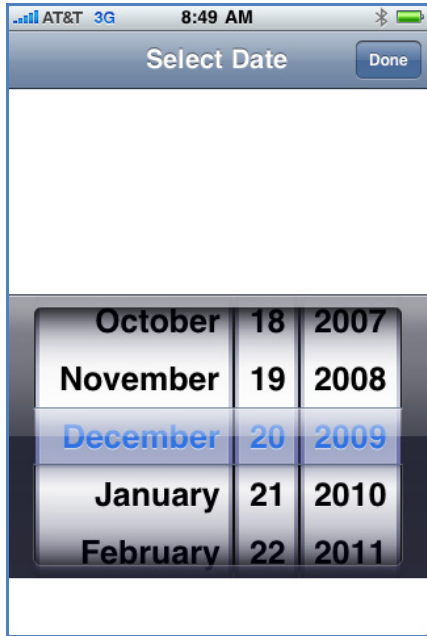 AT&T 3G 8:49 AM
Select Date Done
October 18 2007
November 19 2008
December 20 2009
January 21 2010
February 22 2011